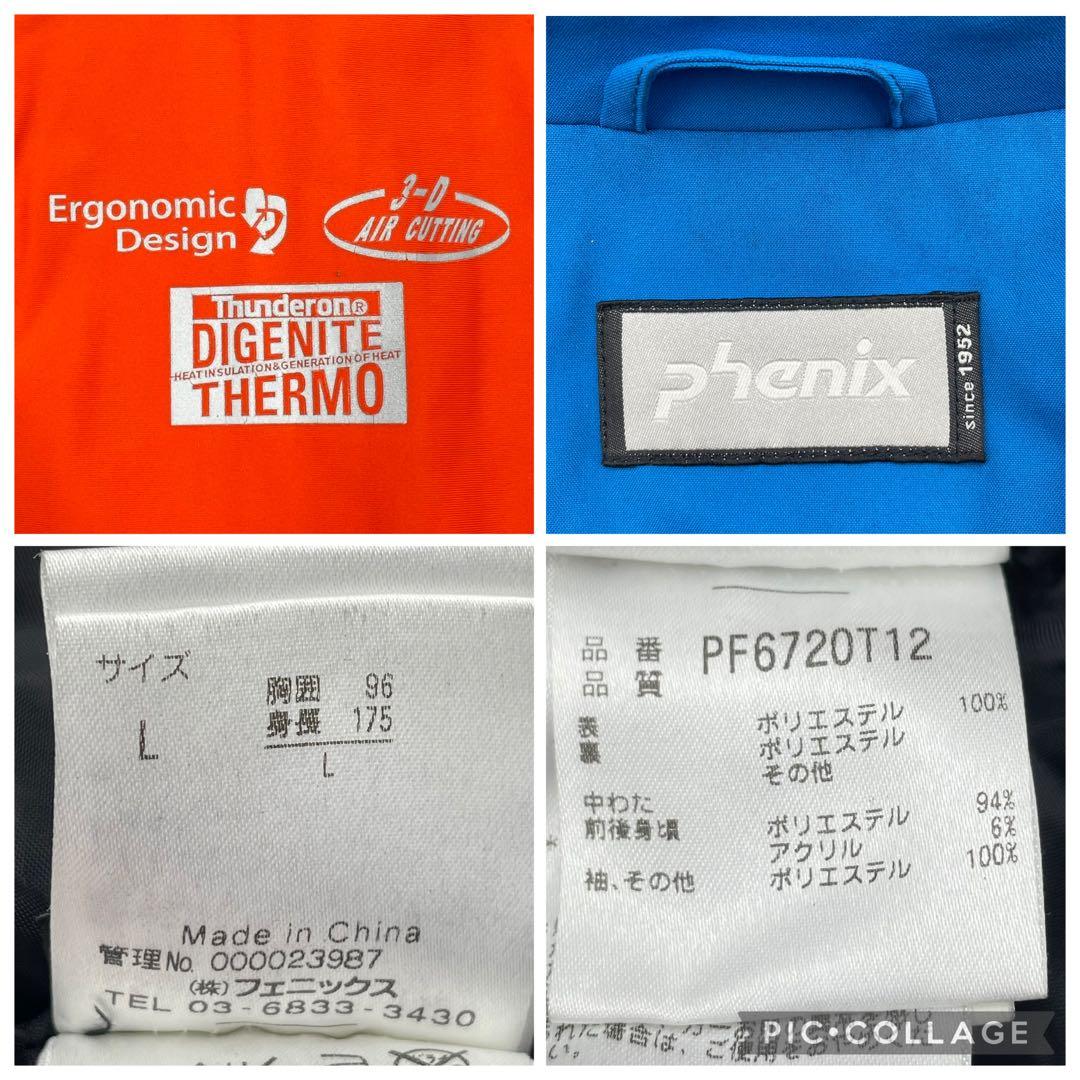 Ergonomic
Design
3-D
AIR CUTTING
Thunderon®
DIGENITE
HEAT INSULATION&GENERATION OF HEAT
THERMO
phenix
since 1952
サイズ
L
胸囲 96
身長 175
L
Made in China
管理No. 000023987
(株)フェニックス
TEL 03-6833-3430
品番 PF6720T12
品質
表 ポリエステル 100%
裏 ポリエステル
その他
中わた
前後身頃 ポリエステル 94%
アクリル 6%
袖、その他 ポリエステル 100%
PIC•COLLAGE